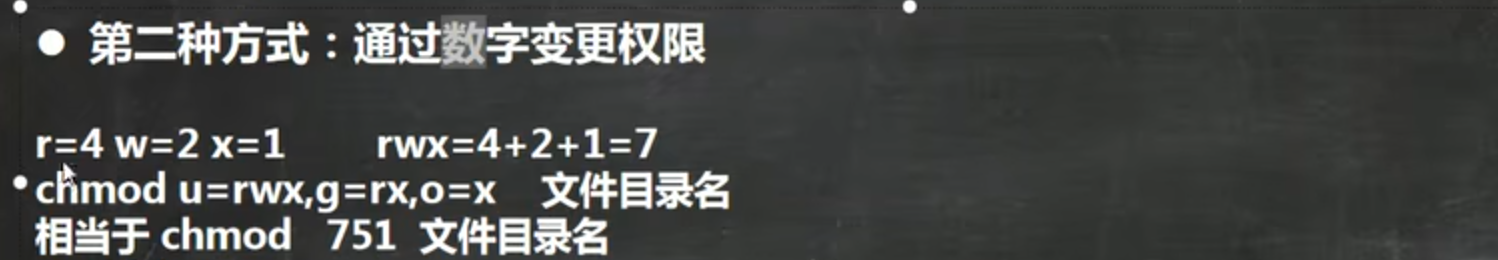 ● 第二种方式：通过数字变更权限
r=4 w=2 x=1 rwx=4+2+1=7
chmod u=rwx,g=rx,o=x 文件目录名
相当于 chmod 751 文件目录名